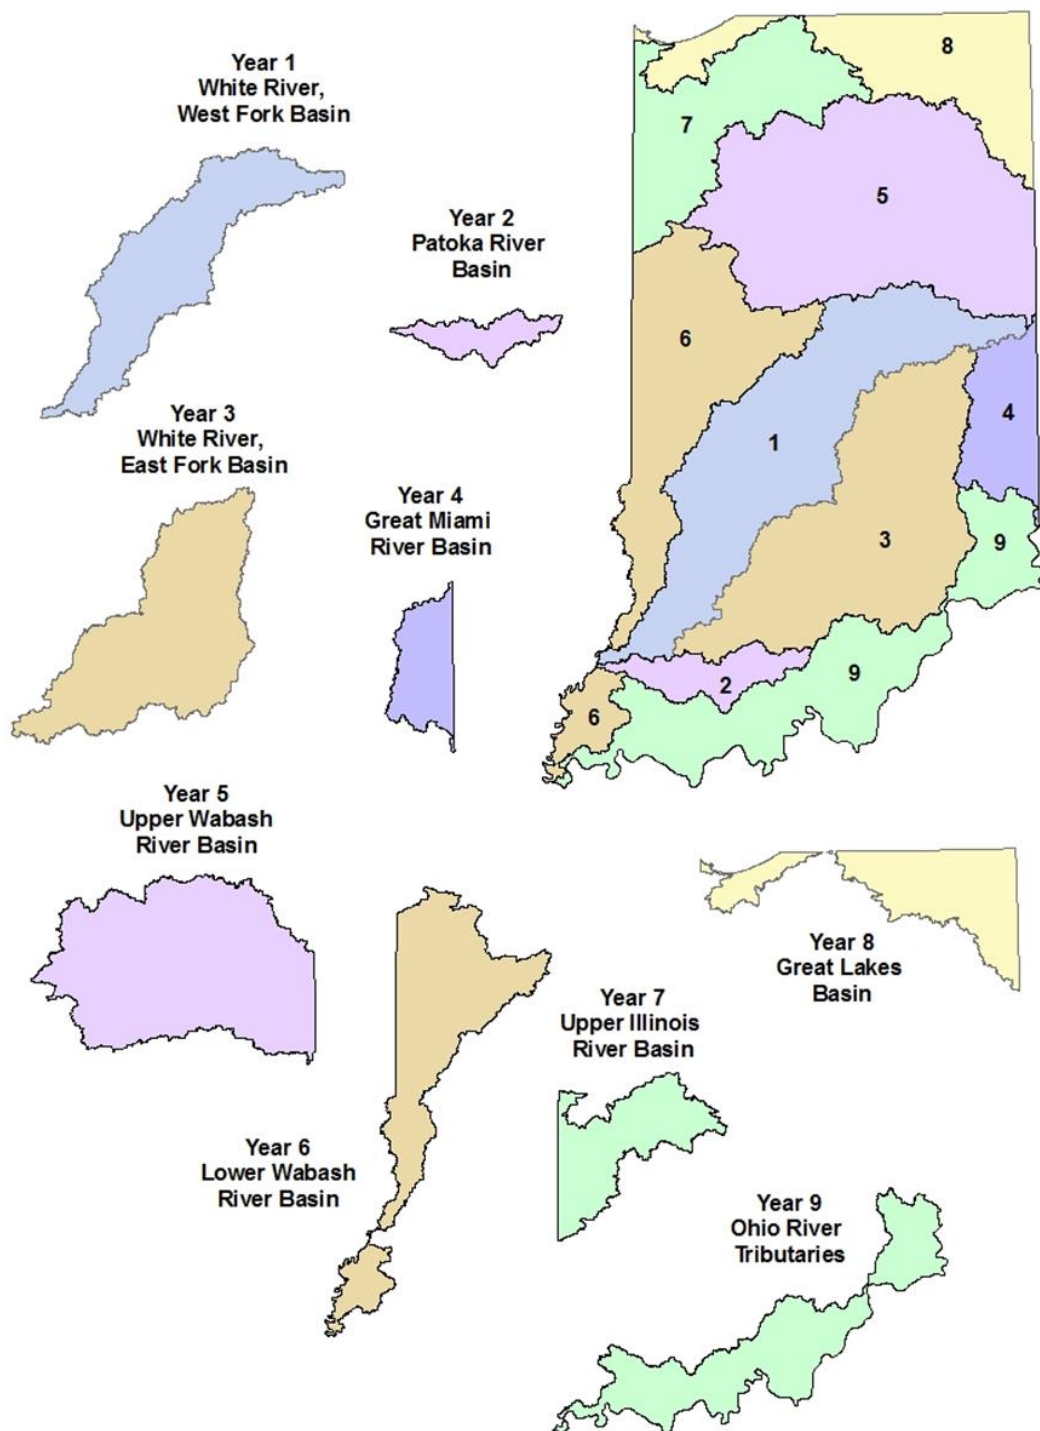 Year 1
White River,
West Fork Basin
Year 2
Patoka River
Basin
Year 3
White River,
East Fork Basin
Year 4
Great Miami
River Basin
8
7
5
6
4
1
3
9
2
9
6
Year 5
Upper Wabash
River Basin
Year 8
Great Lakes
Basin
Year 7
Upper Illinois
River Basin
Year 6
Lower Wabash
River Basin
Year 9
Ohio River
Tributaries